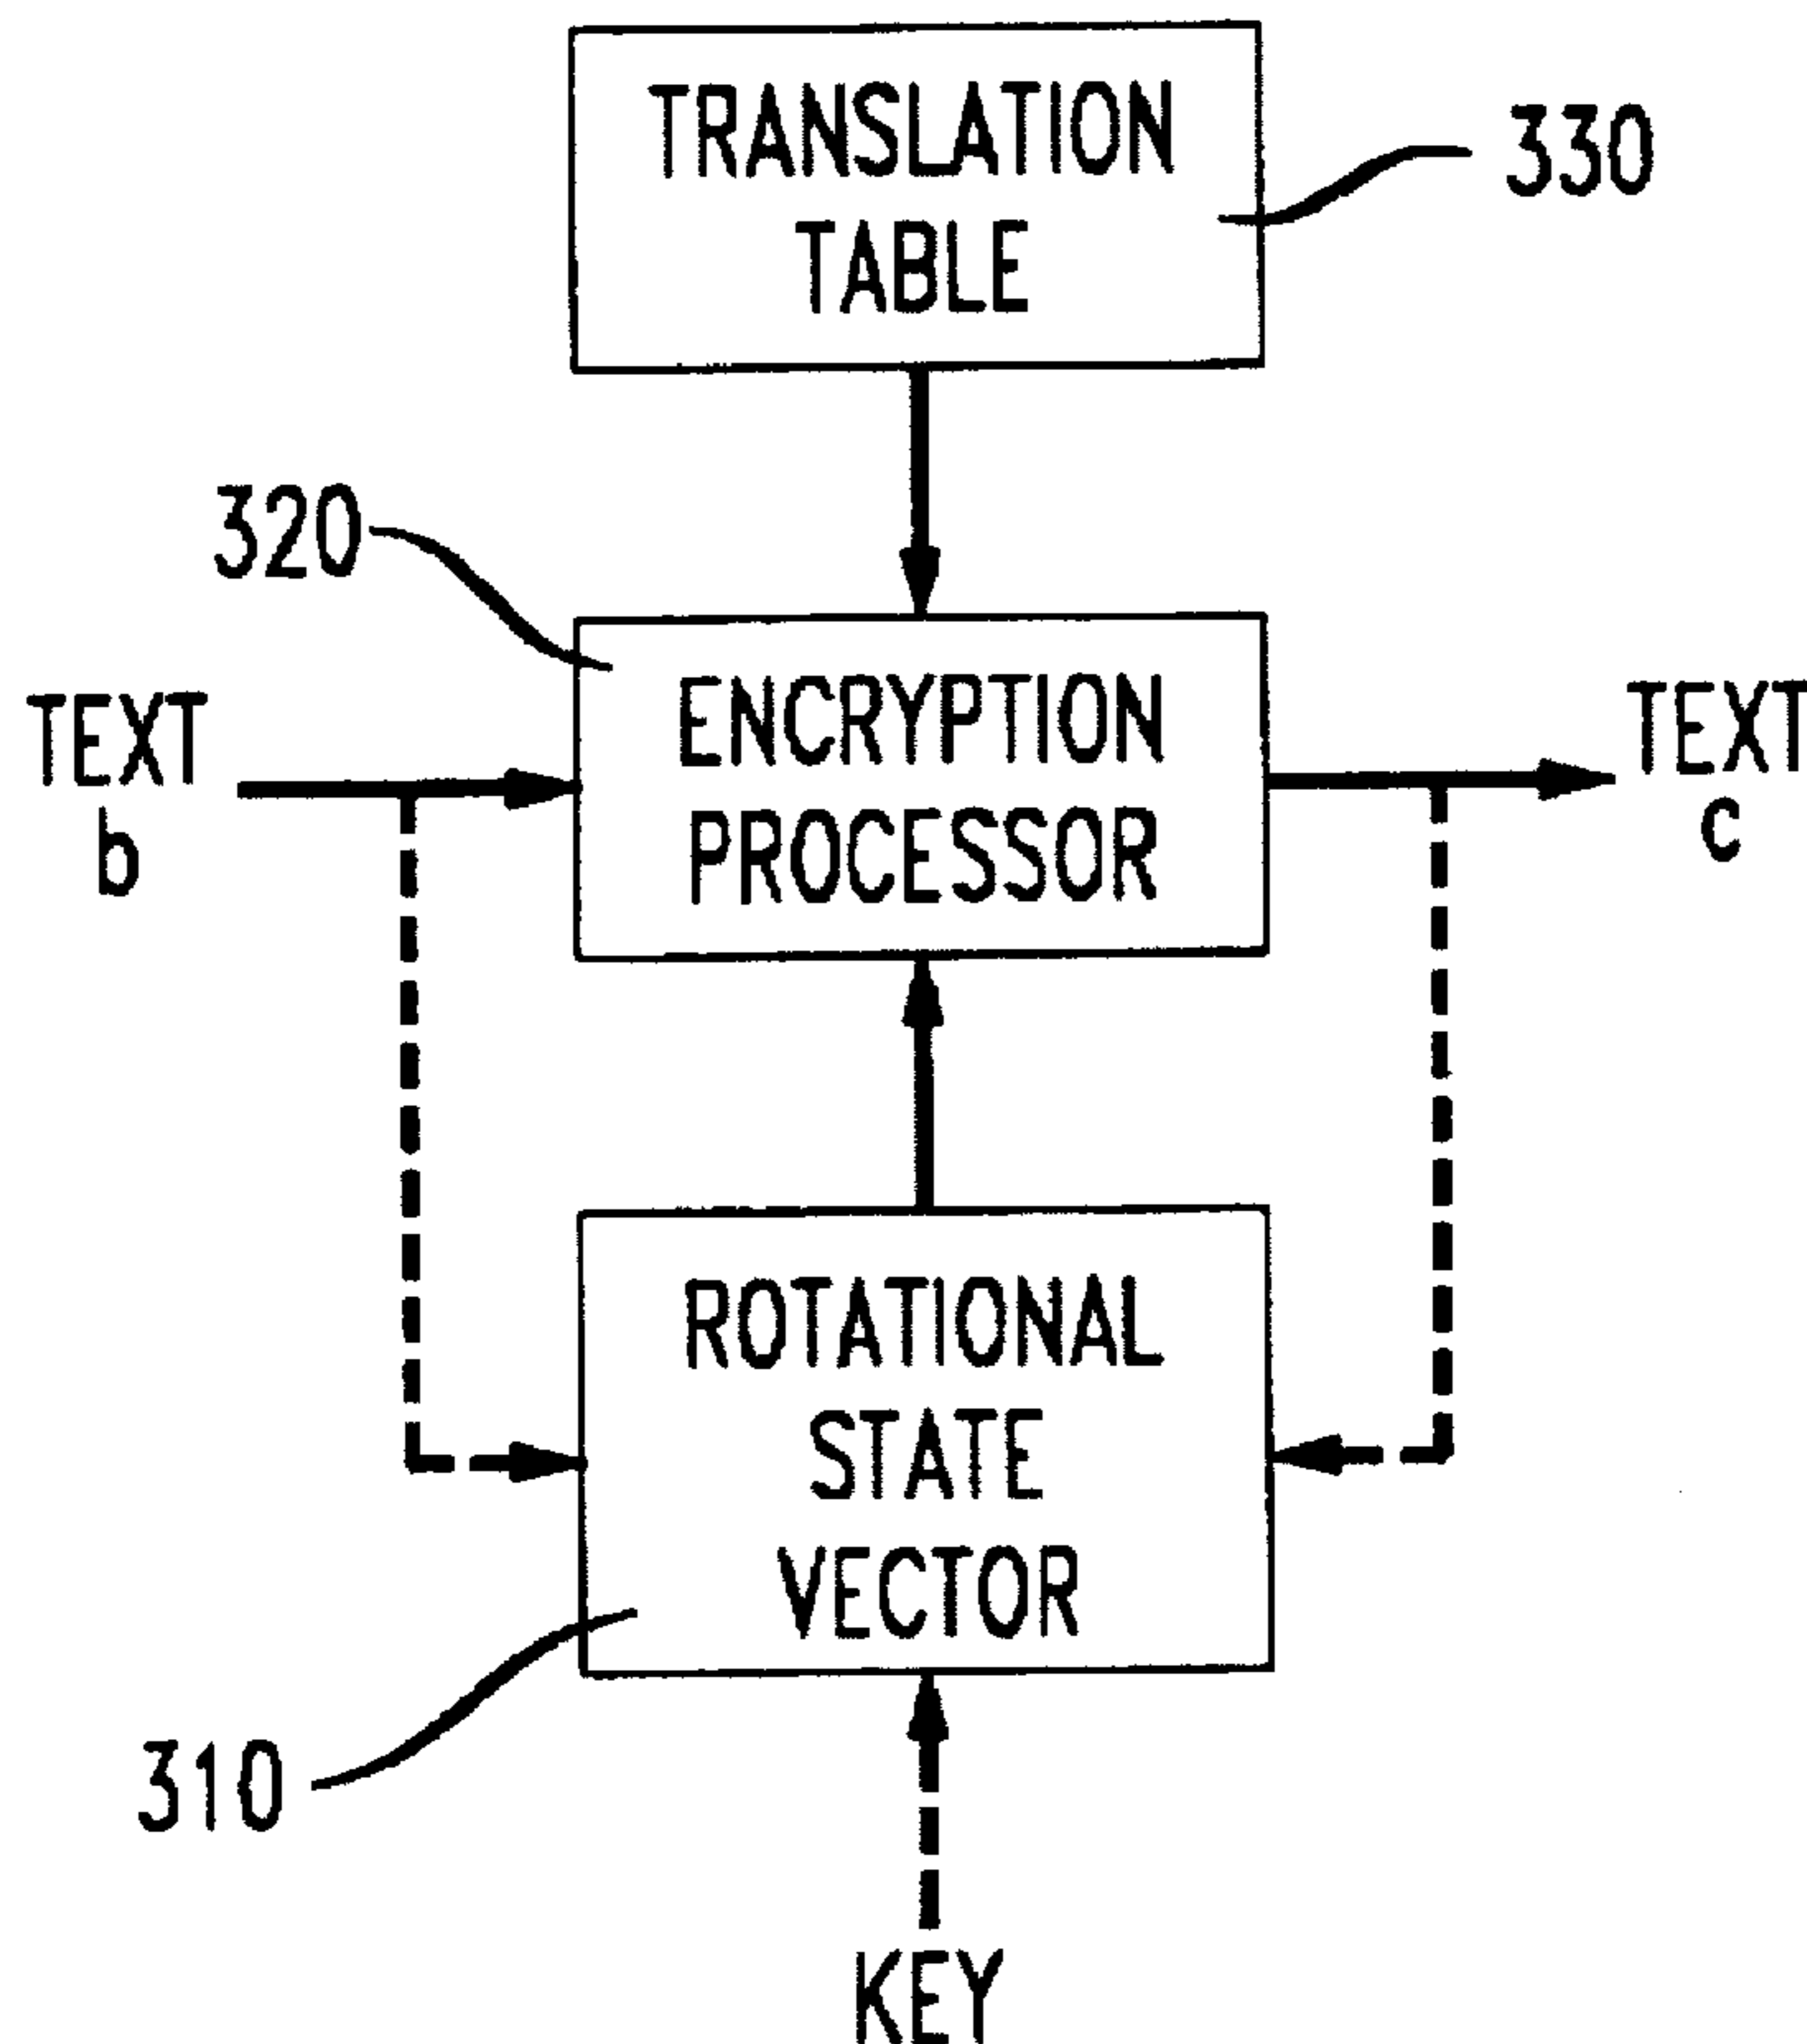 TRANSLATION
TABLE
330
320
ENCRYPTION
PROCESSOR
TEXT
b
TEXT
c
ROTATIONAL
STATE
VECTOR
310
KEY